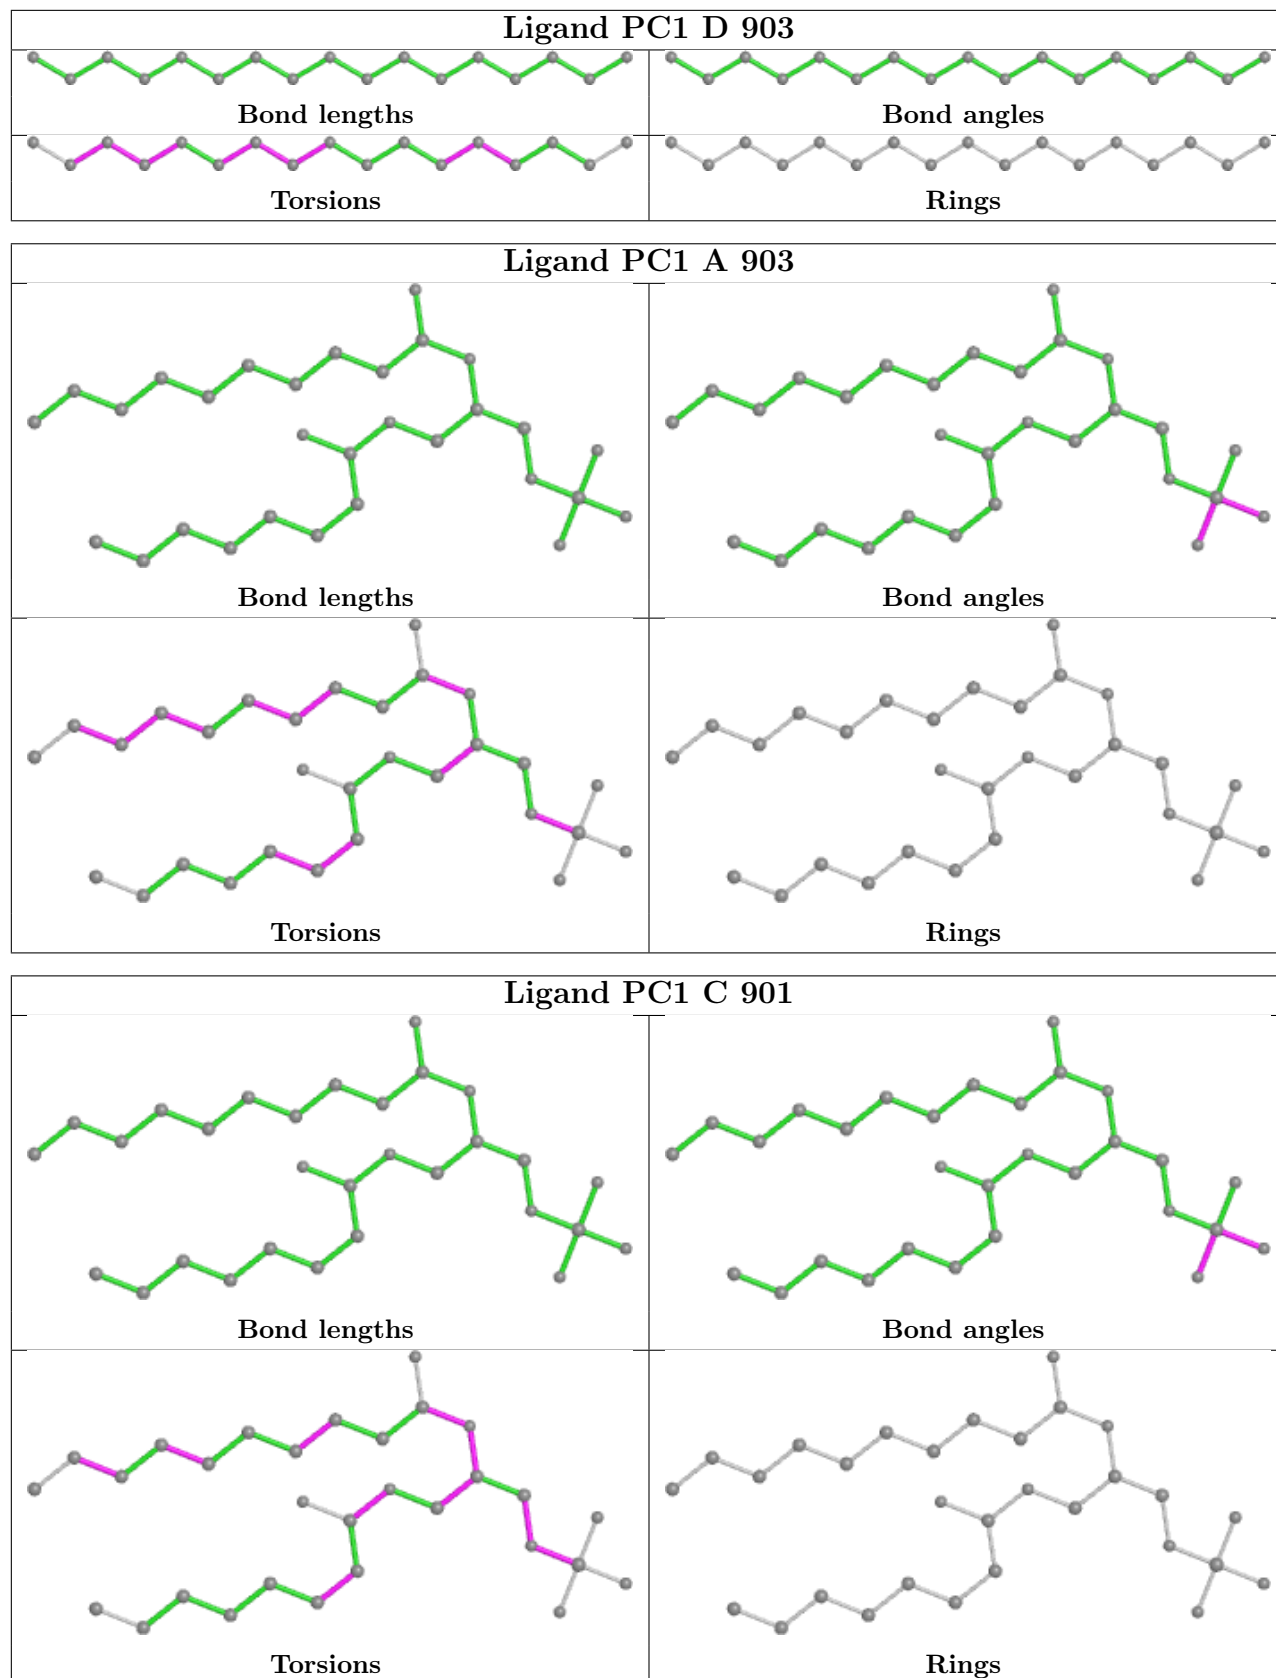 Ligand PC1 D 903
Bond lengths
Bond angles
Torsions
Rings
Ligand PC1 A 903
Bond lengths
Bond angles
Torsions
Rings
Ligand PC1 C 901
Bond lengths
Bond angles
Torsions
Rings